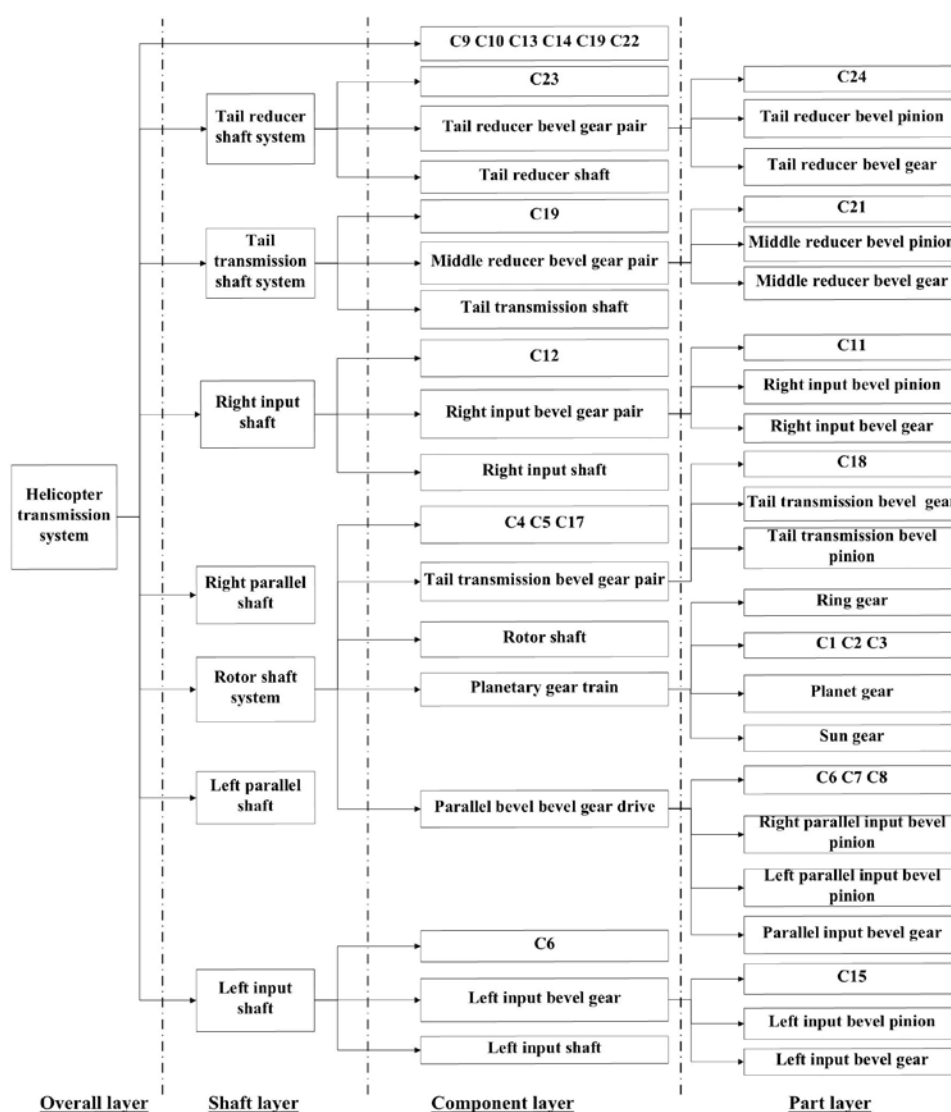 C9 C10 C13 C14 C19 C22
C23
C24
Tail reducer
shaft system
Tail reducer bevel gear pair
Tail reducer bevel pinion
Tail reducer shaft
Tail reducer bevel gear
C19
C21
Tail
transmission
shaft system
Middle reducer bevel gear pair
Middle reducer bevel pinion
Middle reducer bevel gear
Tail transmission shaft
C12
C11
Right input
shaft
Right input bevel gear pair
Right input bevel pinion
Right input bevel gear
Right input shaft
C18
Helicopter
transmission
system
C4 C5 C17
Tail transmission bevel gear
Tail transmission bevel
pinion
Right parallel
shaft
Tail transmission bevel gear pair
Ring gear
Rotor shaft
C1 C2 C3
Rotor shaft
system
Planetary gear train
Planet gear
Sun gear
Left parallel
shaft
Parallel bevel bevel gear drive
C6 C7 C8
Right parallel input bevel
pinion
Left parallel input bevel
pinion
Parallel input bevel gear
C6
C15
Left input
shaft
Left input bevel gear
Left input bevel pinion
Left input shaft
Left input bevel gear
Overall layer
Shaft layer
Component layer
Part layer